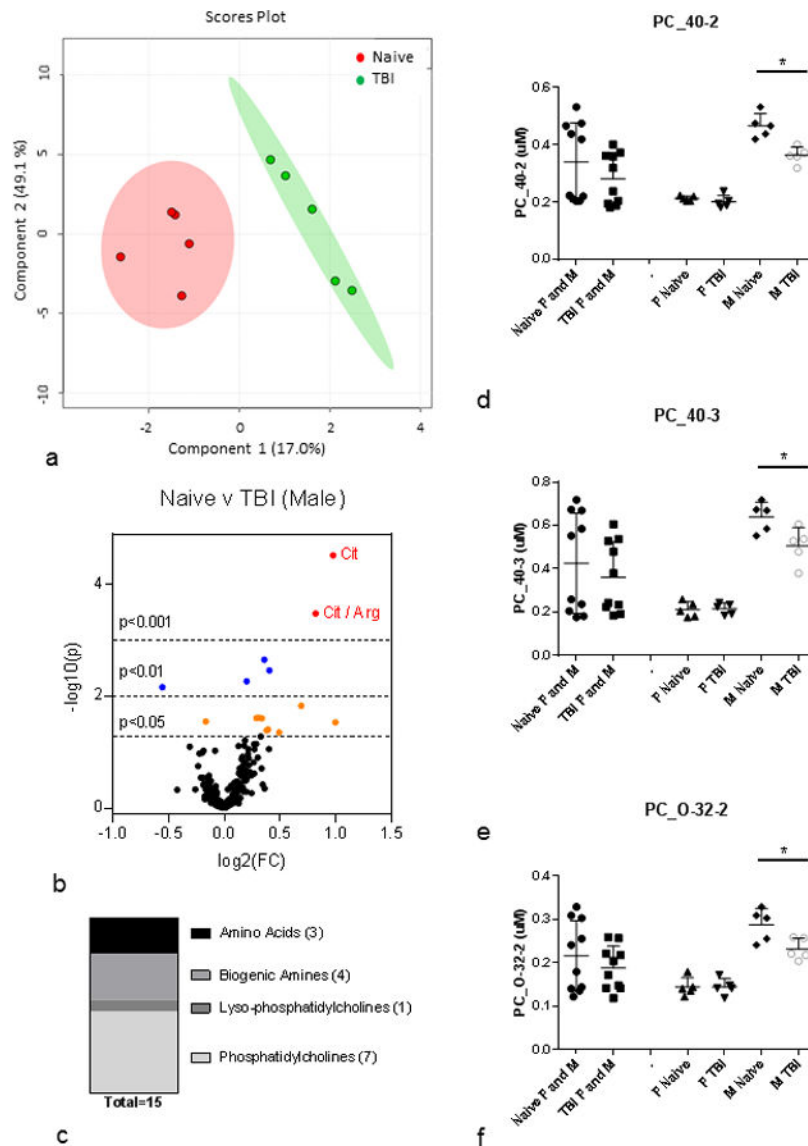 Scores Plot
Naive
TBI
10
5
0
-5
-10
Component 2 (49.1 %)
-2
0
2
4
Component 1 (17.0%)
a
Naive v TBI (Male)
Cit
Cit / Arg
p<0.001
p<0.01
p<0.05
4
2
0
-log10(p)
-1.0
-0.5
0.0
0.5
1.0
1.5
log2(FC)
b
Amino Acids (3)
Biogenic Amines (4)
Lyso-phosphatidylcholines (1)
Phosphatidylcholines (7)
Total=15
c
PC_40-2
*
0.6
0.4
0.2
0.0
PC_40-2 (uM)
Naive F and M
TBI F and M
-
F Naive
F TBI
M Naive
M TBI
d
PC_40-3
*
0.8
0.6
0.4
0.2
0.0
PC_40-3 (uM)
Naive F and M
TBI F and M
-
F Naive
F TBI
M Naive
M TBI
e
PC_O-32-2
*
0.4
0.3
0.2
0.1
0.0
PC_O-32-2 (uM)
Naive F and M
TBI F and M
-
F Naive
F TBI
M Naive
M TBI
f